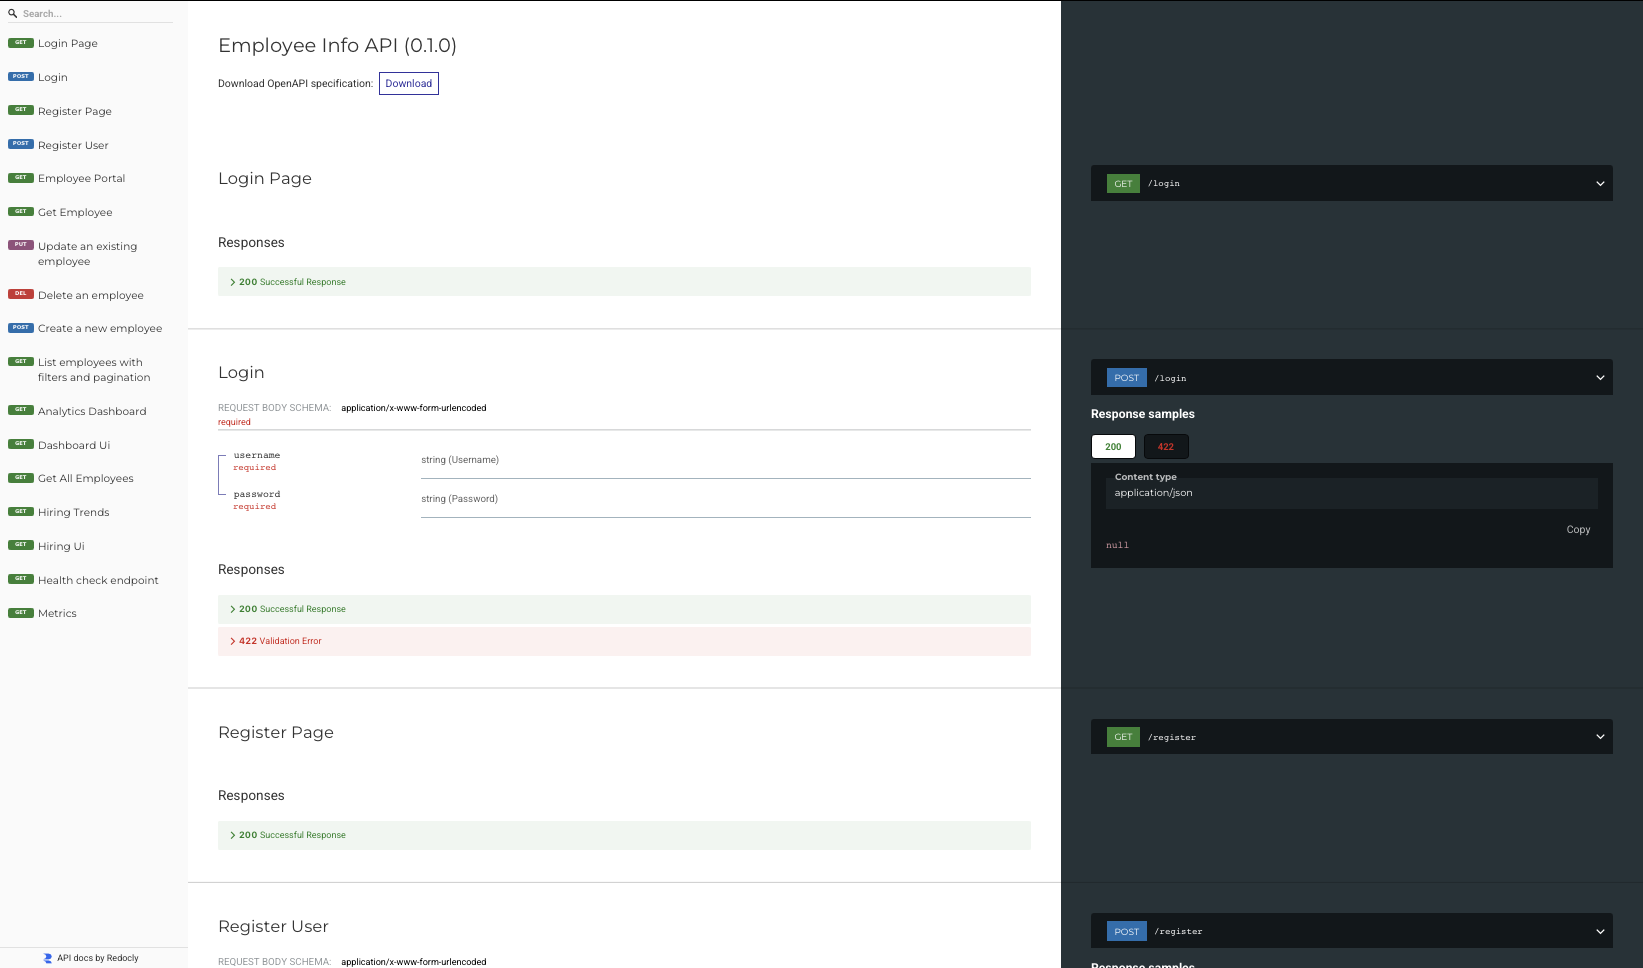 Search...
GET Login Page
POST Login
GET Register Page
POST Register User
GET Employee Portal
GET Get Employee
PUT Update an existing
employee
DEL Delete an employee
POST Create a new employee
GET List employees with
filters and pagination
GET Analytics Dashboard
GET Dashboard Ui
GET Get All Employees
GET Hiring Trends
GET Hiring Ui
GET Health check endpoint
GET Metrics
API docs by Redocly
Employee Info API (0.1.0)
Download OpenAPI specification: Download
Login Page
Responses
200 Successful Response
GET /login
Login
REQUEST BODY SCHEMA: application/x-www-form-urlencoded
required
username string (Username)
required
password string (Password)
required
Responses
200 Successful Response
422 Validation Error
POST /login
Response samples
200 422
Content type
application/json
Copy
null
Register Page
Responses
200 Successful Response
GET /register
Register User
REQUEST BODY SCHEMA: application/x-www-form-urlencoded
POST /register
Response samples